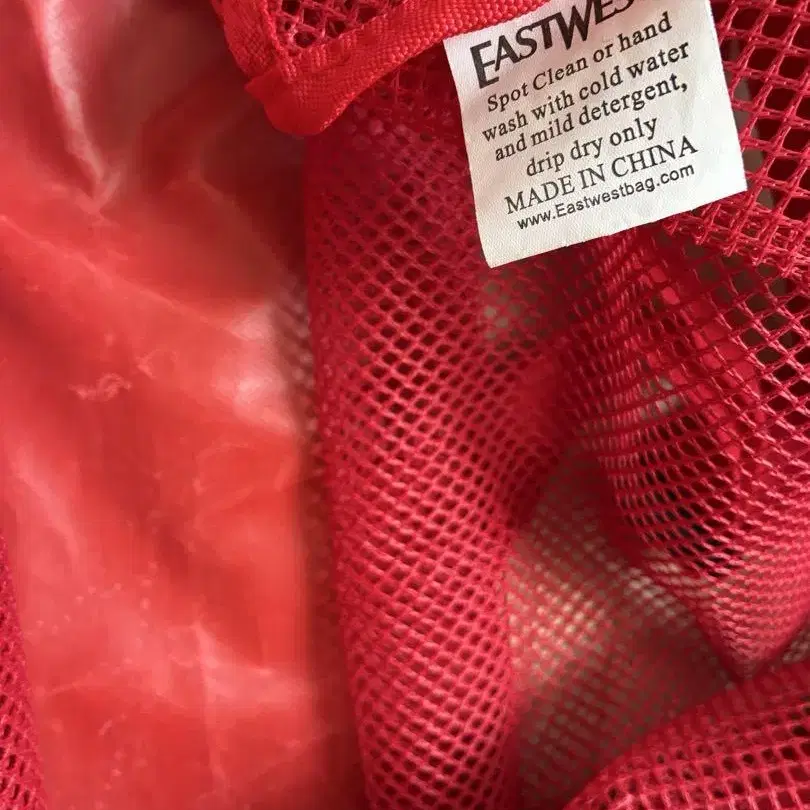 EASTWES
Spot Clean or hand
wash with cold water
and mild detergent,
drip dry only
MADE IN CHINA
www.Eastwestbag.com